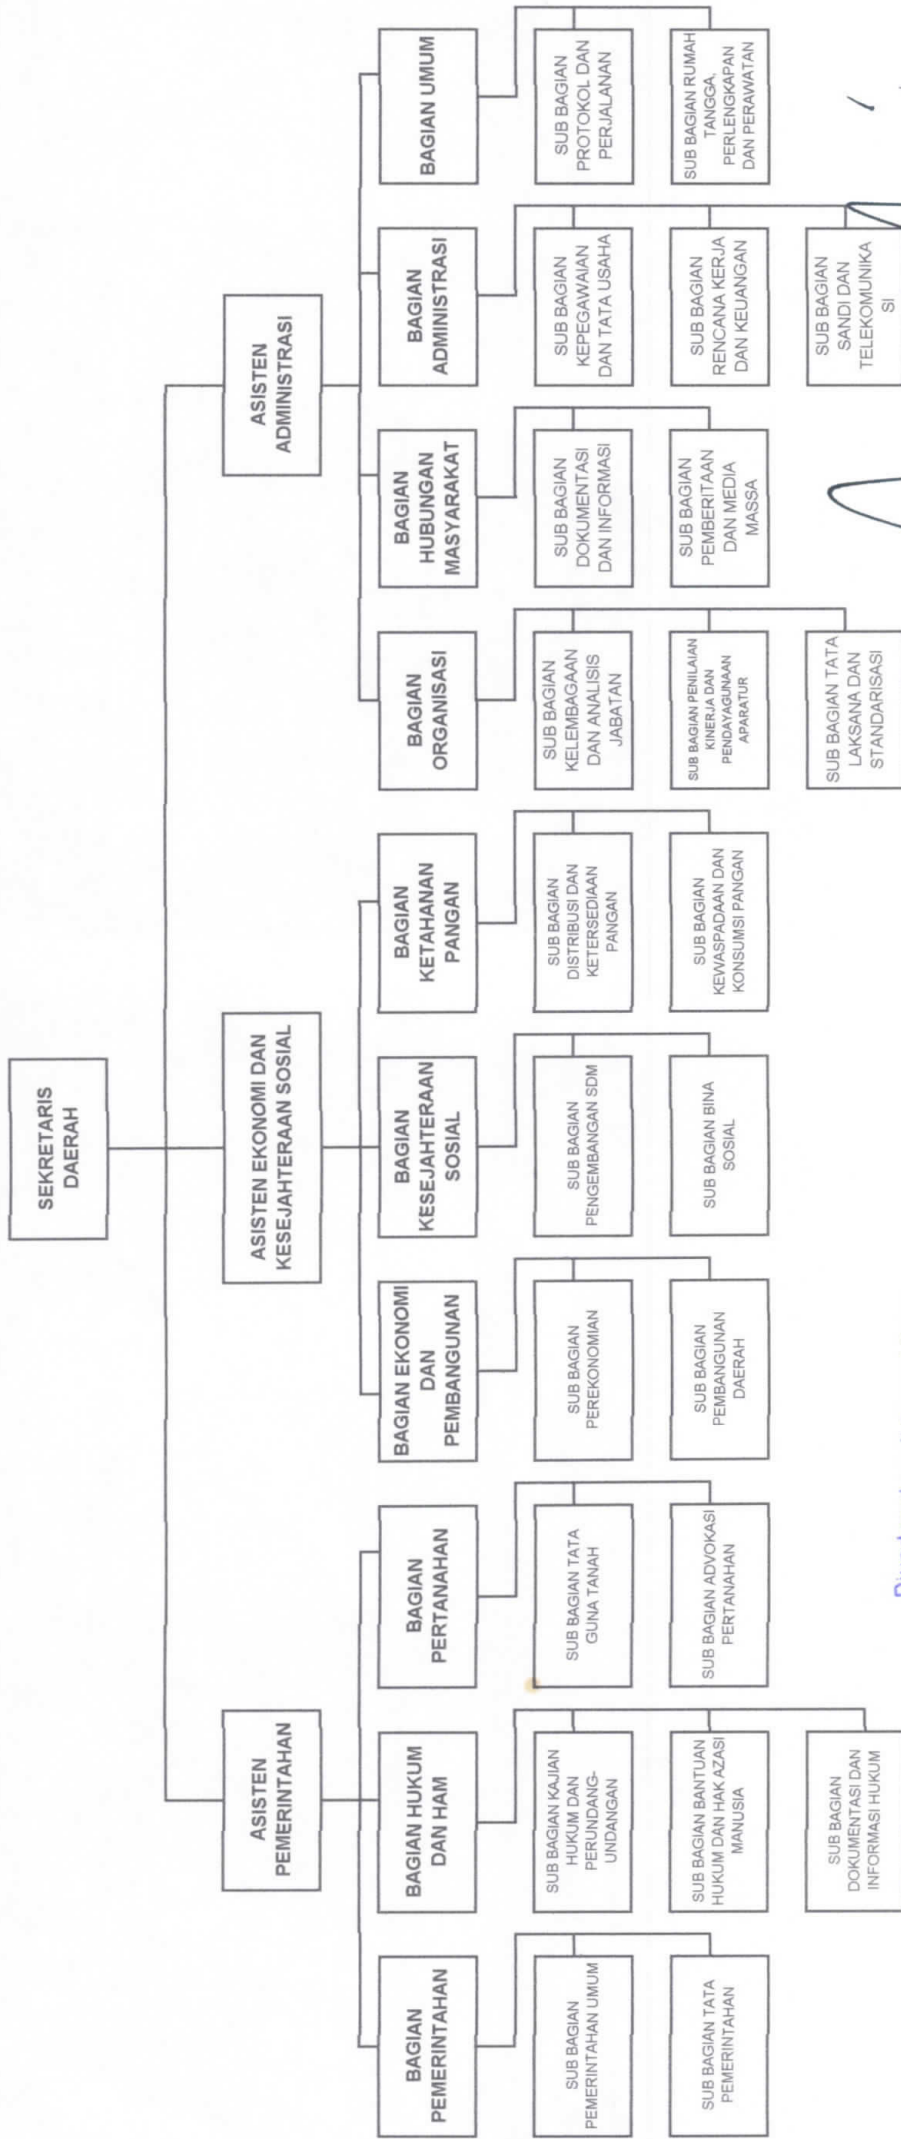 SEKRETARIS
DAERAH
ASISTEN
PEMERINTAHAN
ASISTEN EKONOMI DAN
KESEJAHTERAAN SOSIAL
ASISTEN
ADMINISTRASI
BAGIAN
PEMERINTAHAN
BAGIAN HUKUM
DAN HAM
BAGIAN
PERTANAHAN
BAGIAN EKONOMI
DAN
PEMBANGUNAN
BAGIAN
KESEJAHTERAAN
SOSIAL
BAGIAN
KETAHANAN
PANGAN
BAGIAN
ORGANISASI
BAGIAN
HUBUNGAN
MASYARAKAT
BAGIAN
ADMINISTRASI
BAGIAN UMUM
SUB BAGIAN
PEMERINTAHAN UMUM
SUB BAGIAN KAJIAN
HUKUM DAN
PERUNDANG-
UNDANGAN
SUB BAGIAN TATA
GUNA TANAH
SUB BAGIAN
PEREKONOMIAN
SUB BAGIAN
PENGEMBANGAN SDM
SUB BAGIAN
DISTRIBUSI DAN
KETERSEDIAAN
PANGAN
SUB BAGIAN
KELEMBAGAAN
DAN ANALISIS
JABATAN
SUB BAGIAN
DOKUMENTASI
DAN INFORMASI
SUB BAGIAN
KEPEGAWAIAN
DAN TATA USAHA
SUB BAGIAN
PROTOKOL DAN
PERJALANAN
SUB BAGIAN TATA
PEMERINTAHAN
SUB BAGIAN BANTUAN
HUKUM DAN HAK AZASI
MANUSIA
SUB BAGIAN ADVOKASI
PERTANAHAN
SUB BAGIAN
PEMBANGUNAN
DAERAH
SUB BAGIAN BINA
SOSIAL
SUB BAGIAN
KEWASPADAAN DAN
KONSUMSI PANGAN
SUB BAGIAN PENILAIAN
KINERJA DAN
PENDAYAGUNAAN
APARATUR
SUB BAGIAN
PEMBERITAAN
DAN MEDIA
MASSA
SUB BAGIAN
RENCANA KERJA
DAN KEUANGAN
SUB BAGIAN RUMAH
TANGGA,
PERLENGKAPAN
DAN PERAWATAN
SUB BAGIAN
DOKUMENTASI DAN
INFORMASI HUKUM
SUB BAGIAN TATA
LAKSANA DAN
STANDARISASI
SUB BAGIAN
SANDI DAN
TELEKOMUNIKA
SI